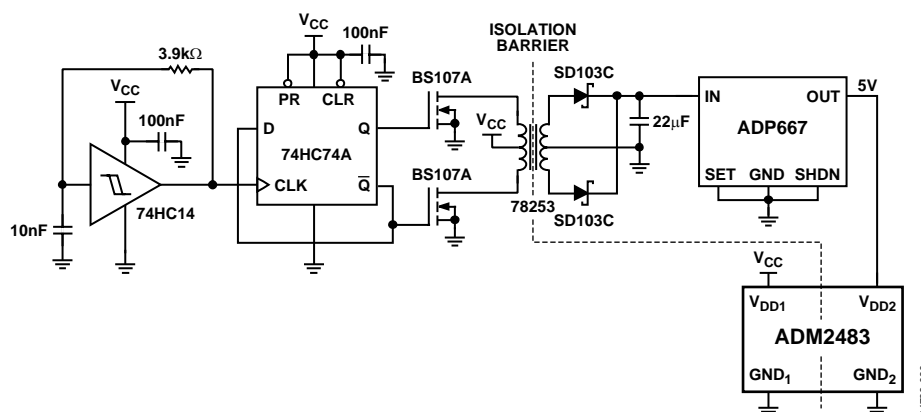 ISOLATION
BARRIER
VCC
100nF
3.9kΩ
SD103C
BS107A
5V
VCC
PR
CLR
IN
OUT
100nF
D
Q
VCC
22µF
ADP667
74HC74A
BS107A
CLK
Q
SET
GND
SHDN
78253
SD103C
74HC14
10nF
VCC
VDD1
VDD2
ADM2483
GND1
GND2